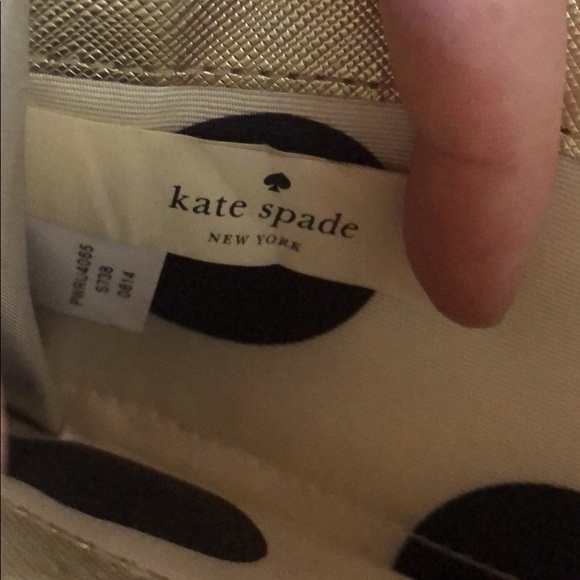 kate spade
NEW YORK
PWRU4065
S738
0814